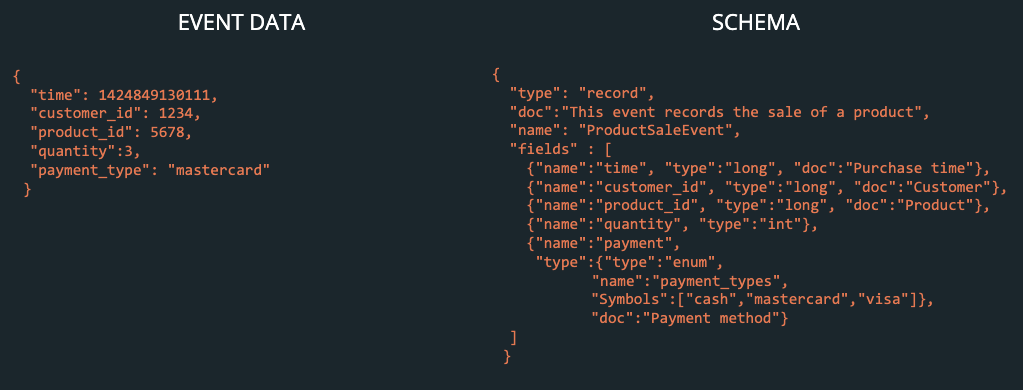 EVENT DATA
{
"time": 1424849130111,
"customer_id": 1234,
"product_id": 5678,
"quantity":3,
"payment_type": "mastercard"
}
SCHEMA
{
"type": "record",
"doc":"This event records the sale of a product",
"name": "ProductSaleEvent",
"fields" : [
{"name":"time", "type":"long", "doc":"Purchase time"},
{"name":"customer_id", "type":"long", "doc":"Customer"},
{"name":"product_id", "type":"long", "doc":"Product"},
{"name":"quantity", "type":"int"},
{"name":"payment",
"type":{"type":"enum",
"name":"payment_types",
"Symbols":["cash","mastercard","visa"]},
"doc":"Payment method"}
]
}